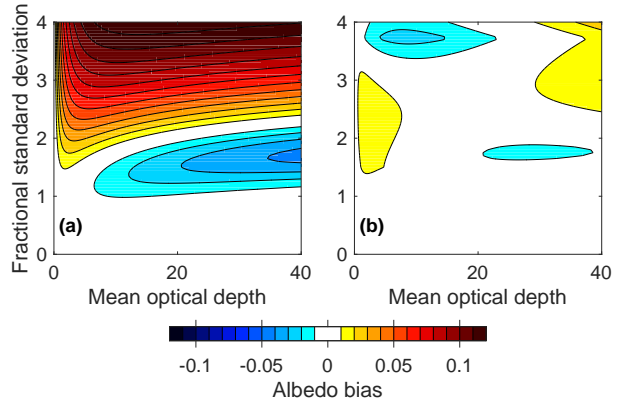 4
3
2
1
0
Fractional standard deviation
(a)
0 20 40
Mean optical depth
4
3
2
1
0
(b)
0 20 40
Mean optical depth
-0.1 -0.05 0 0.05 0.1
Albedo bias